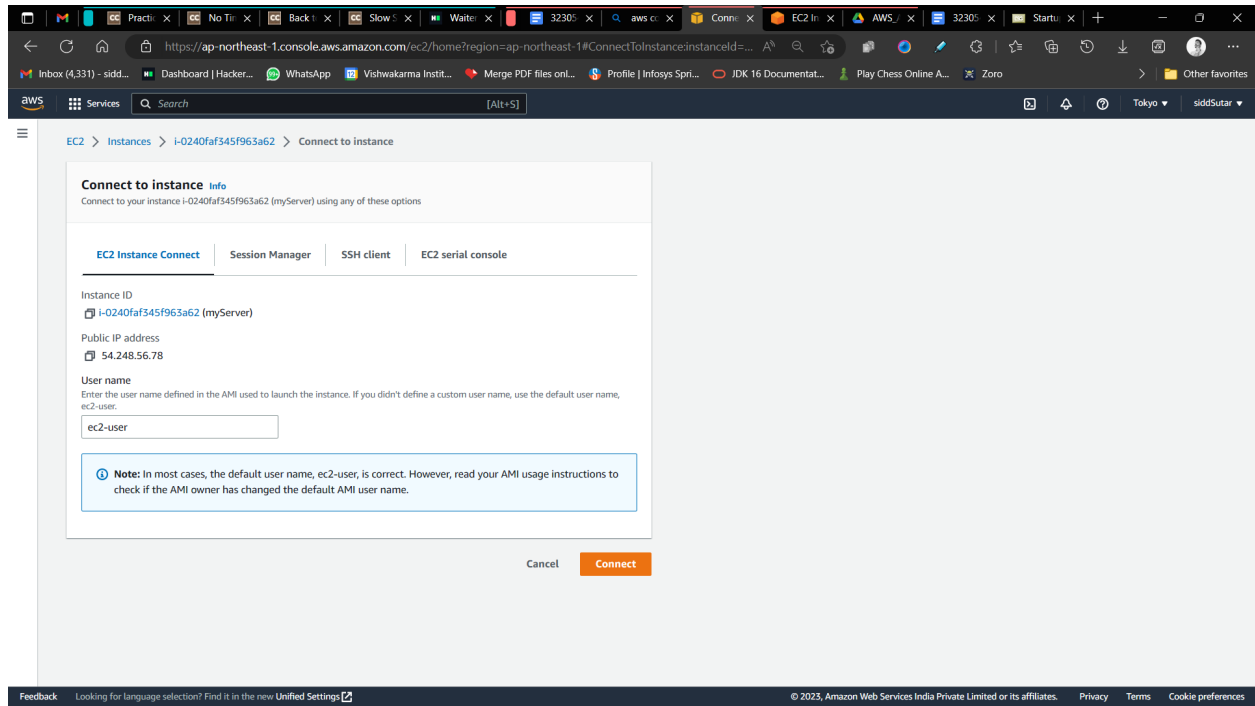 Practic
No Tim
Back t
Slow S
Waiter
32305
aws co
Conne
EC2 In
AWS_/
32305
Startu
https://ap-northeast-1.console.aws.amazon.com/ec2/home?region=ap-northeast-1#ConnectToInstance:instanceId=...
Inbox (4,331) - sidd...
Dashboard | Hacker...
WhatsApp
Vishwakarma Instit...
Merge PDF files onl...
Profile | Infosys Spri...
JDK 16 Documentat...
Play Chess Online A...
Zoro
Other favorites
aws
Services
Search
[Alt+S]
Tokyo
siddSutar
EC2 > Instances > i-0240faf345f963a62 > Connect to instance
Connect to instance Info
Connect to your instance i-0240faf345f963a62 (myServer) using any of these options
EC2 Instance Connect
Session Manager
SSH client
EC2 serial console
Instance ID
i-0240faf345f963a62 (myServer)
Public IP address
54.248.56.78
User name
Enter the user name defined in the AMI used to launch the instance. If you didn't define a custom user name, use the default user name,
ec2-user.
ec2-user
Note: In most cases, the default user name, ec2-user, is correct. However, read your AMI usage instructions to
check if the AMI owner has changed the default AMI user name.
Cancel
Connect
Feedback
Looking for language selection? Find it in the new Unified Settings
© 2023, Amazon Web Services India Private Limited or its affiliates.
Privacy
Terms
Cookie preferences